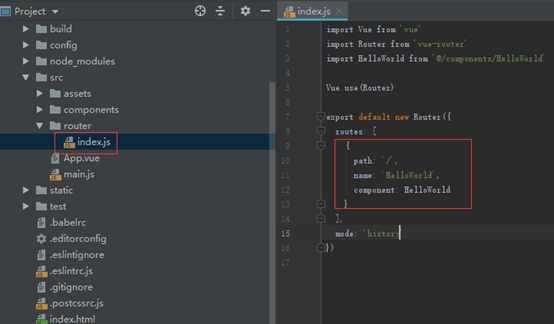 Project
build
config
node_modules
src
assets
components
router
index.js
App.vue
main.js
static
test
.babelrc
.editorconfig
.eslintignore
.eslintrc.js
.gitignore
.postcssrc.js
index.html
index.js
1 import Vue from 'vue'
2 import Router from 'vue-router'
3 import HelloWorld from '@/components/HelloWorld'
4
5 Vue.use(Router)
6
7 export default new Router({
8 routes: [
9 {
10 path: '/',
11 name: 'HelloWorld',
12 component: HelloWorld
13 }
14 ],
15 mode: 'history
16 })
17